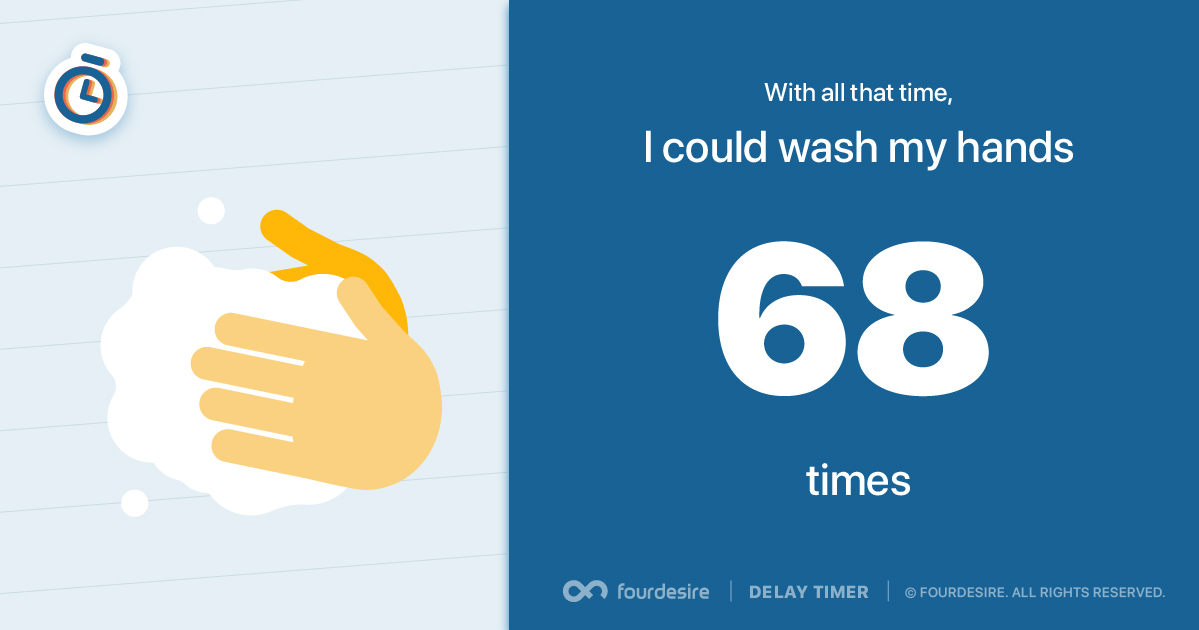 With all that time,
I could wash my hands
68
times
fourdesire | DELAY TIMER | © FOURDESIRE. ALL RIGHTS RESERVED.